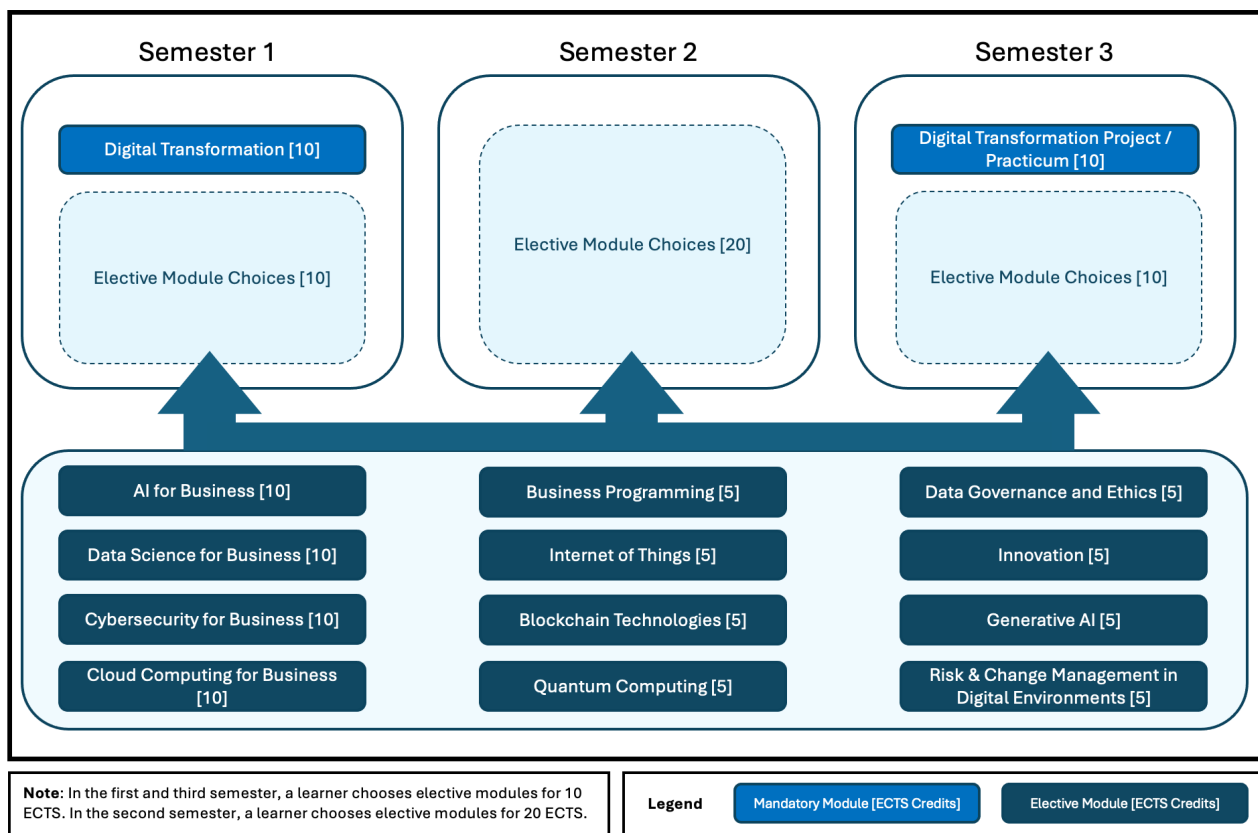 Semester 1
Semester 2
Semester 3
Digital Transformation [10]
Elective Module Choices [10]
Elective Module Choices [20]
Digital Transformation Project /
Practicum [10]
Elective Module Choices [10]
AI for Business [10]
Data Science for Business [10]
Cybersecurity for Business [10]
Cloud Computing for Business
[10]
Business Programming [5]
Internet of Things [5]
Blockchain Technologies [5]
Quantum Computing [5]
Data Governance and Ethics [5]
Innovation [5]
Generative AI [5]
Risk & Change Management in
Digital Environments [5]
Note: In the first and third semester, a learner chooses elective modules for 10
ECTS. In the second semester, a learner chooses elective modules for 20 ECTS.
Legend
Mandatory Module [ECTS Credits]
Elective Module [ECTS Credits]